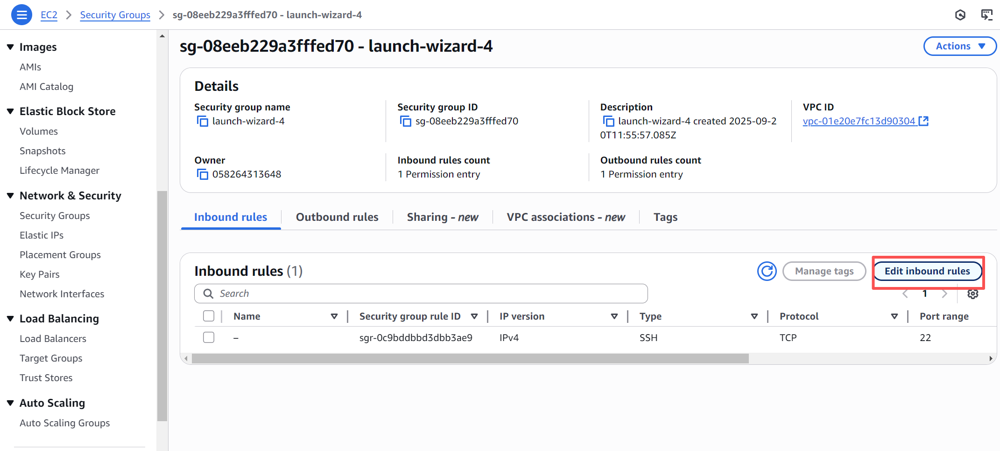 EC2 > Security Groups > sg-08eeb229a3fffed70 - launch-wizard-4
Images
AMIs
AMI Catalog
Elastic Block Store
Volumes
Snapshots
Lifecycle Manager
Network & Security
Security Groups
Elastic IPs
Placement Groups
Key Pairs
Network Interfaces
Load Balancing
Load Balancers
Target Groups
Trust Stores
Auto Scaling
Auto Scaling Groups
sg-08eeb229a3fffed70 - launch-wizard-4
Actions
Details
Security group name
launch-wizard-4
Security group ID
sg-08eeb229a3fffed70
Description
launch-wizard-4 created 2025-09-2
0T11:55:57.085Z
VPC ID
vpc-01e20e7fc13d90304
Owner
058264313648
Inbound rules count
1 Permission entry
Outbound rules count
1 Permission entry
Inbound rules Outbound rules Sharing - new VPC associations - new Tags
Inbound rules (1)
Manage tags Edit inbound rules
Search
1
Name Security group rule ID IP version Type Protocol Port range
– sgr-0c9bddbbd3dbb3ae9 IPv4 SSH TCP 22